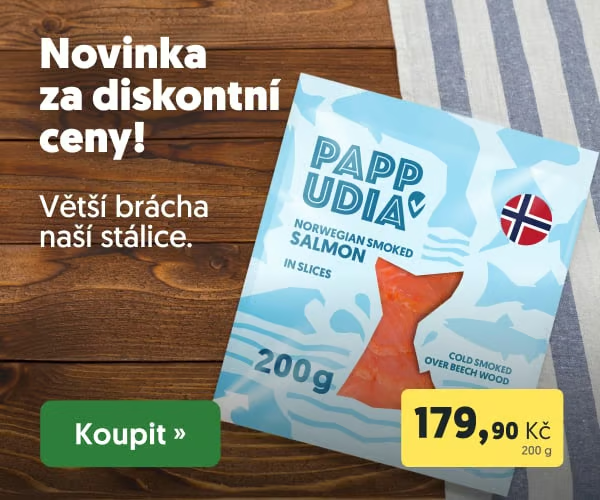 Novinka
za diskontní
ceny!
Větší brácha
naší stálice.
PAPP
UDIA
NORWEGIAN SMOKED
SALMON
IN SLICES
200g
COLD SMOKED
OVER BEECH WOOD
Koupit »
179,90 Kč
200 g